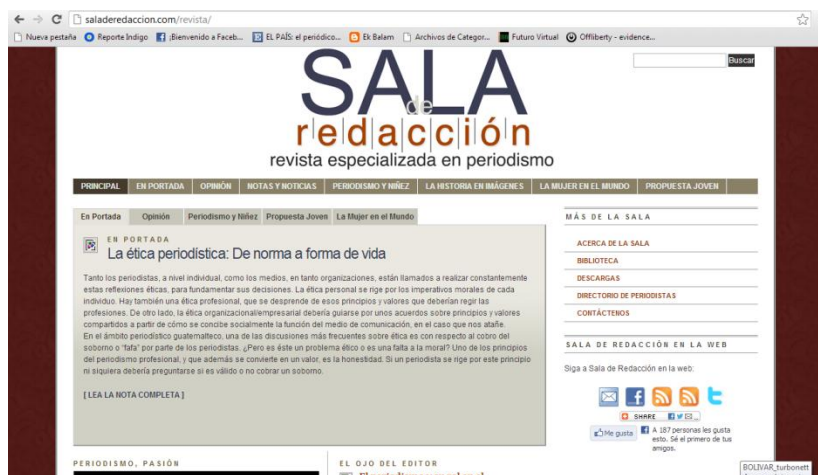 saladeredaccion.com/revista/
Nueva pestaña Reporte Indigo ¡Bienvenido a Faceb... EL PAÍS: el periódico... Ek Balam Archivos de Categor... Futuro Virtual Offliberty - evidence...
SALA
de
redacción
revista especializada en periodismo
Buscar
PRINCIPAL EN PORTADA OPINIÓN NOTAS Y NOTICIAS PERIODISMO Y NIÑEZ LA HISTORIA EN IMÁGENES LA MUJER EN EL MUNDO PROPUESTA JOVEN
En Portada Opinión Periodismo y Niñez Propuesta Joven La Mujer en el Mundo
EN PORTADA
La ética periodística: De norma a forma de vida
Tanto los periodistas, a nivel individual, como los medios, en tanto organizaciones, están llamados a realizar constantemente
estas reflexiones éticas, para fundamentar sus decisiones. La ética personal se rige por los imperativos morales de cada
individuo. Hay también una ética profesional, que se desprende de esos principios y valores que deberían regir las
profesiones. De otro lado, la ética organizacional/empresarial debería guiarse por unos acuerdos sobre principios y valores
compartidos a partir de cómo se concibe socialmente la función del medio de comunicación, en el caso que nos atañe.
En el ámbito periodístico guatemalteco, una de las discusiones más frecuentes sobre ética es con respecto al cobro del
soborno o "fafa" por parte de los periodistas. ¿Pero es éste un problema ético o es una falta a la moral? Uno de los principios
del periodismo profesional, y que además se convierte en un valor, es la honestidad. Si un periodista se rige por este principio
ni siquiera debería preguntarse si es válido o no cobrar un soborno.
[ LEA LA NOTA COMPLETA ]
MÁS DE LA SALA
ACERCA DE LA SALA
BIBLIOTECA
DESCARGAS
DIRECTORIO DE PERIODISTAS
CONTÁCTENOS
SALA DE REDACCIÓN EN LA WEB
Siga a Sala de Redacción en la web:
SHARE
Me gusta A 187 personas les gusta
esto. Sé el primero de tus
amigos.
PERIODISMO, PASIÓN
EL OJO DEL EDITOR
BOLIVAR_turbonett